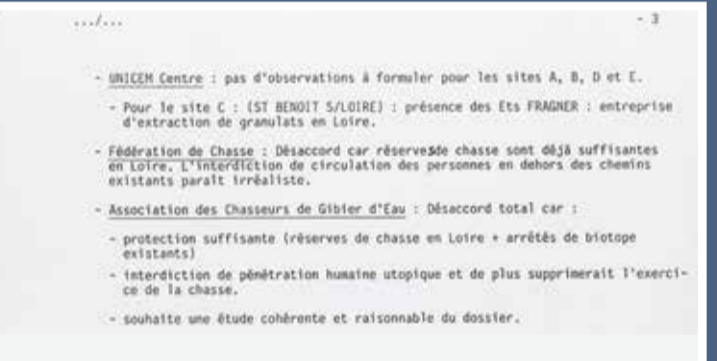 .../...
- 3
- UNICEM Centre : pas d'observations à formuler pour les sites A, B, D et E.
- Pour le site C : (ST BENOIT S/LOIRE) : présence des Ets FRAGNER : entreprise
d'extraction de granulats en Loire.
- Fédération de Chasse : Désaccord car réservesde chasse sont déjà suffisantes
en Loire. L'interdiction de circulation des personnes en dehors des chemins
existants paraît irréaliste.
- Association des Chasseurs de Gibier d'Eau : Désaccord total car :
- protection suffisante (réserves de chasse en Loire + arrêtés de biotope
existants)
- interdiction de pénétration humaine utopique et de plus supprimerait l'exerci-
ce de la chasse.
- souhaite une étude cohérente et raisonnable du dossier.